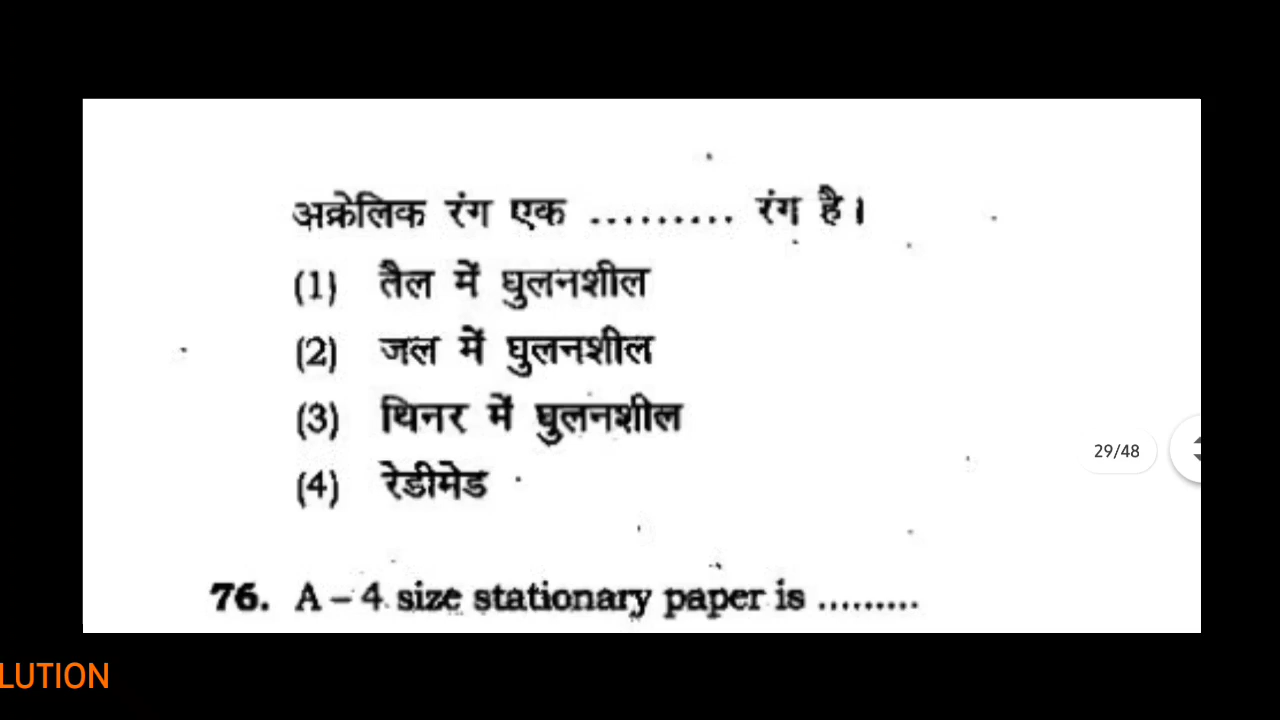 अक्रेलिक रंग एक ......... रंग है।
(1) तैल में घुलनशील
(2) जल में घुलनशील
(3) थिनर में घुलनशील
(4) रेडीमेड
29/48
76. A – 4 size stationary paper is .........
LUTION